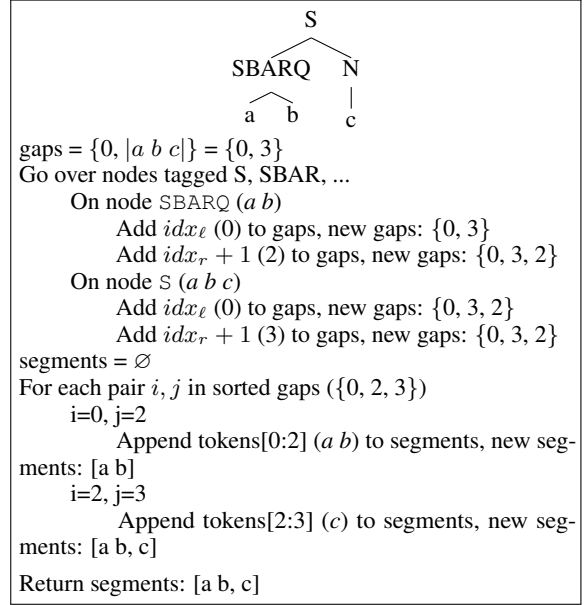 S
SBARQ N
a b c
gaps = {0, |a b c|} = {0, 3}
Go over nodes tagged S, SBAR, ...
On node SBARQ (a b)
Add idxℓ (0) to gaps, new gaps: {0, 3}
Add idxr + 1 (2) to gaps, new gaps: {0, 3, 2}
On node S (a b c)
Add idxℓ (0) to gaps, new gaps: {0, 3, 2}
Add idxr + 1 (3) to gaps, new gaps: {0, 3, 2}
segments = ∅
For each pair i, j in sorted gaps ({0, 2, 3})
i=0, j=2
Append tokens[0:2] (a b) to segments, new seg-
ments: [a b]
i=2, j=3
Append tokens[2:3] (c) to segments, new seg-
ments: [a b, c]
Return segments: [a b, c]